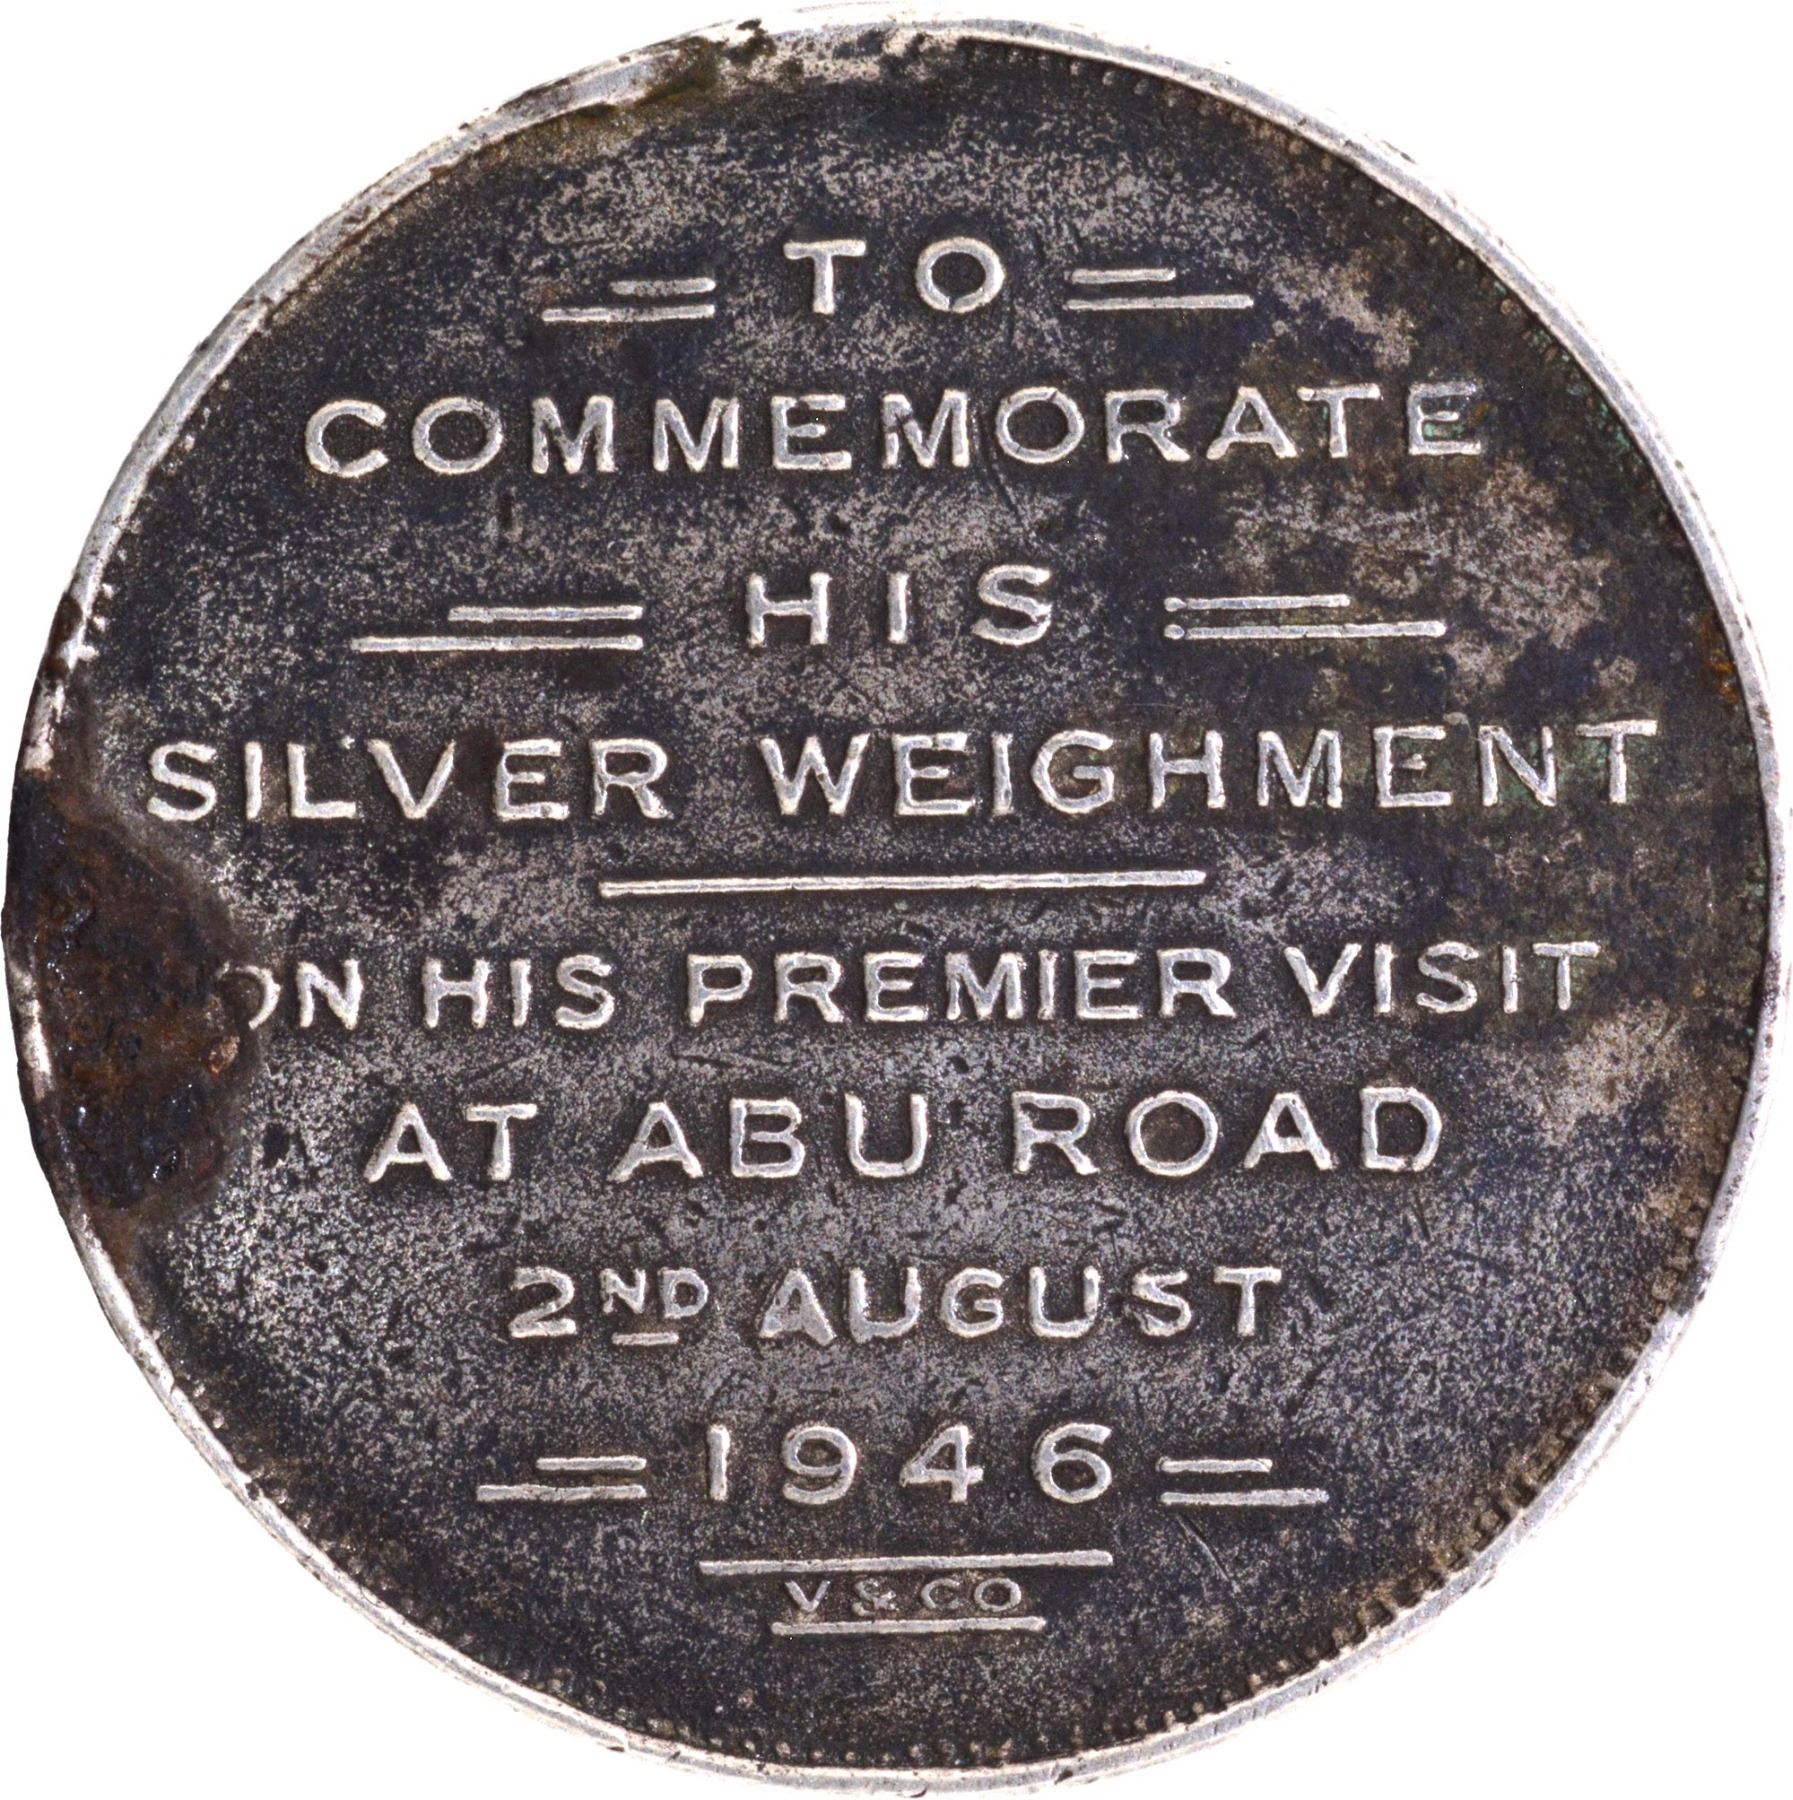 TO
COMMEMORATE
HIS
SILVER WEIGHMENT
ON HIS PREMIER VISIT
AT ABU ROAD
2ND AUGUST
1946
V & CO